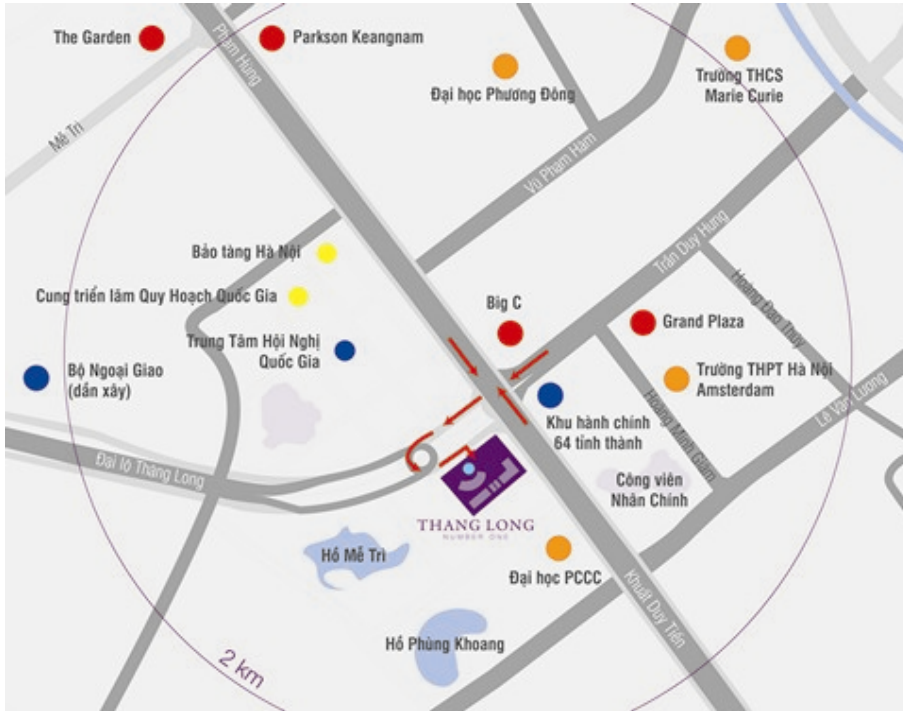 The Garden
Parkson Keangnam
Phạm Hùng
Đại học Phương Đông
Trường THCS
Marie Curie
Mễ Trì
Vũ Phạm Hàm
Trần Duy Hưng
Bảo tàng Hà Nội
Cung triển lãm Quy Hoạch Quốc Gia
Trung Tâm Hội Nghị
Quốc Gia
Big C
Grand Plaza
Hoàng Đạo Thúy
Bộ Ngoại Giao
(dần xây)
Trường THPT Hà Nội
Amsterdam
Khu hành chính
64 tỉnh thành
Hoàng Minh Giám
Lê Văn Lương
Đại lộ Thăng Long
Công viên
Nhân Chính
THANG LONG
NUMBER ONE
Hồ Mễ Trì
Đại học PCCC
Khuất Duy Tiến
Hồ Phùng Khoang
2 km